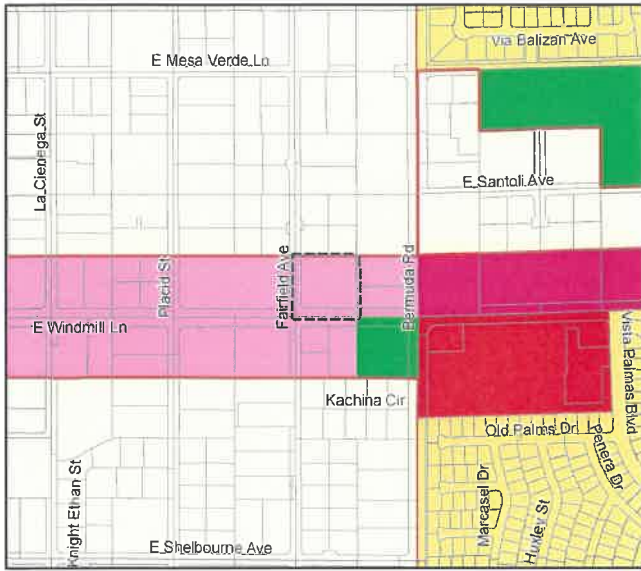 Via Balizan Ave
E Mesa Verde Ln
La Cienega St
E Santoli Ave
Placid St
Fairfield Ave
Bermuda Rd
E Windmill Ln
Vista Palmas Blvd
Kachina Cir
Old Palms Dr
Penera Dr
Knight Ethan St
Marcasel Dr
Huxley St
E Shelbourne Ave